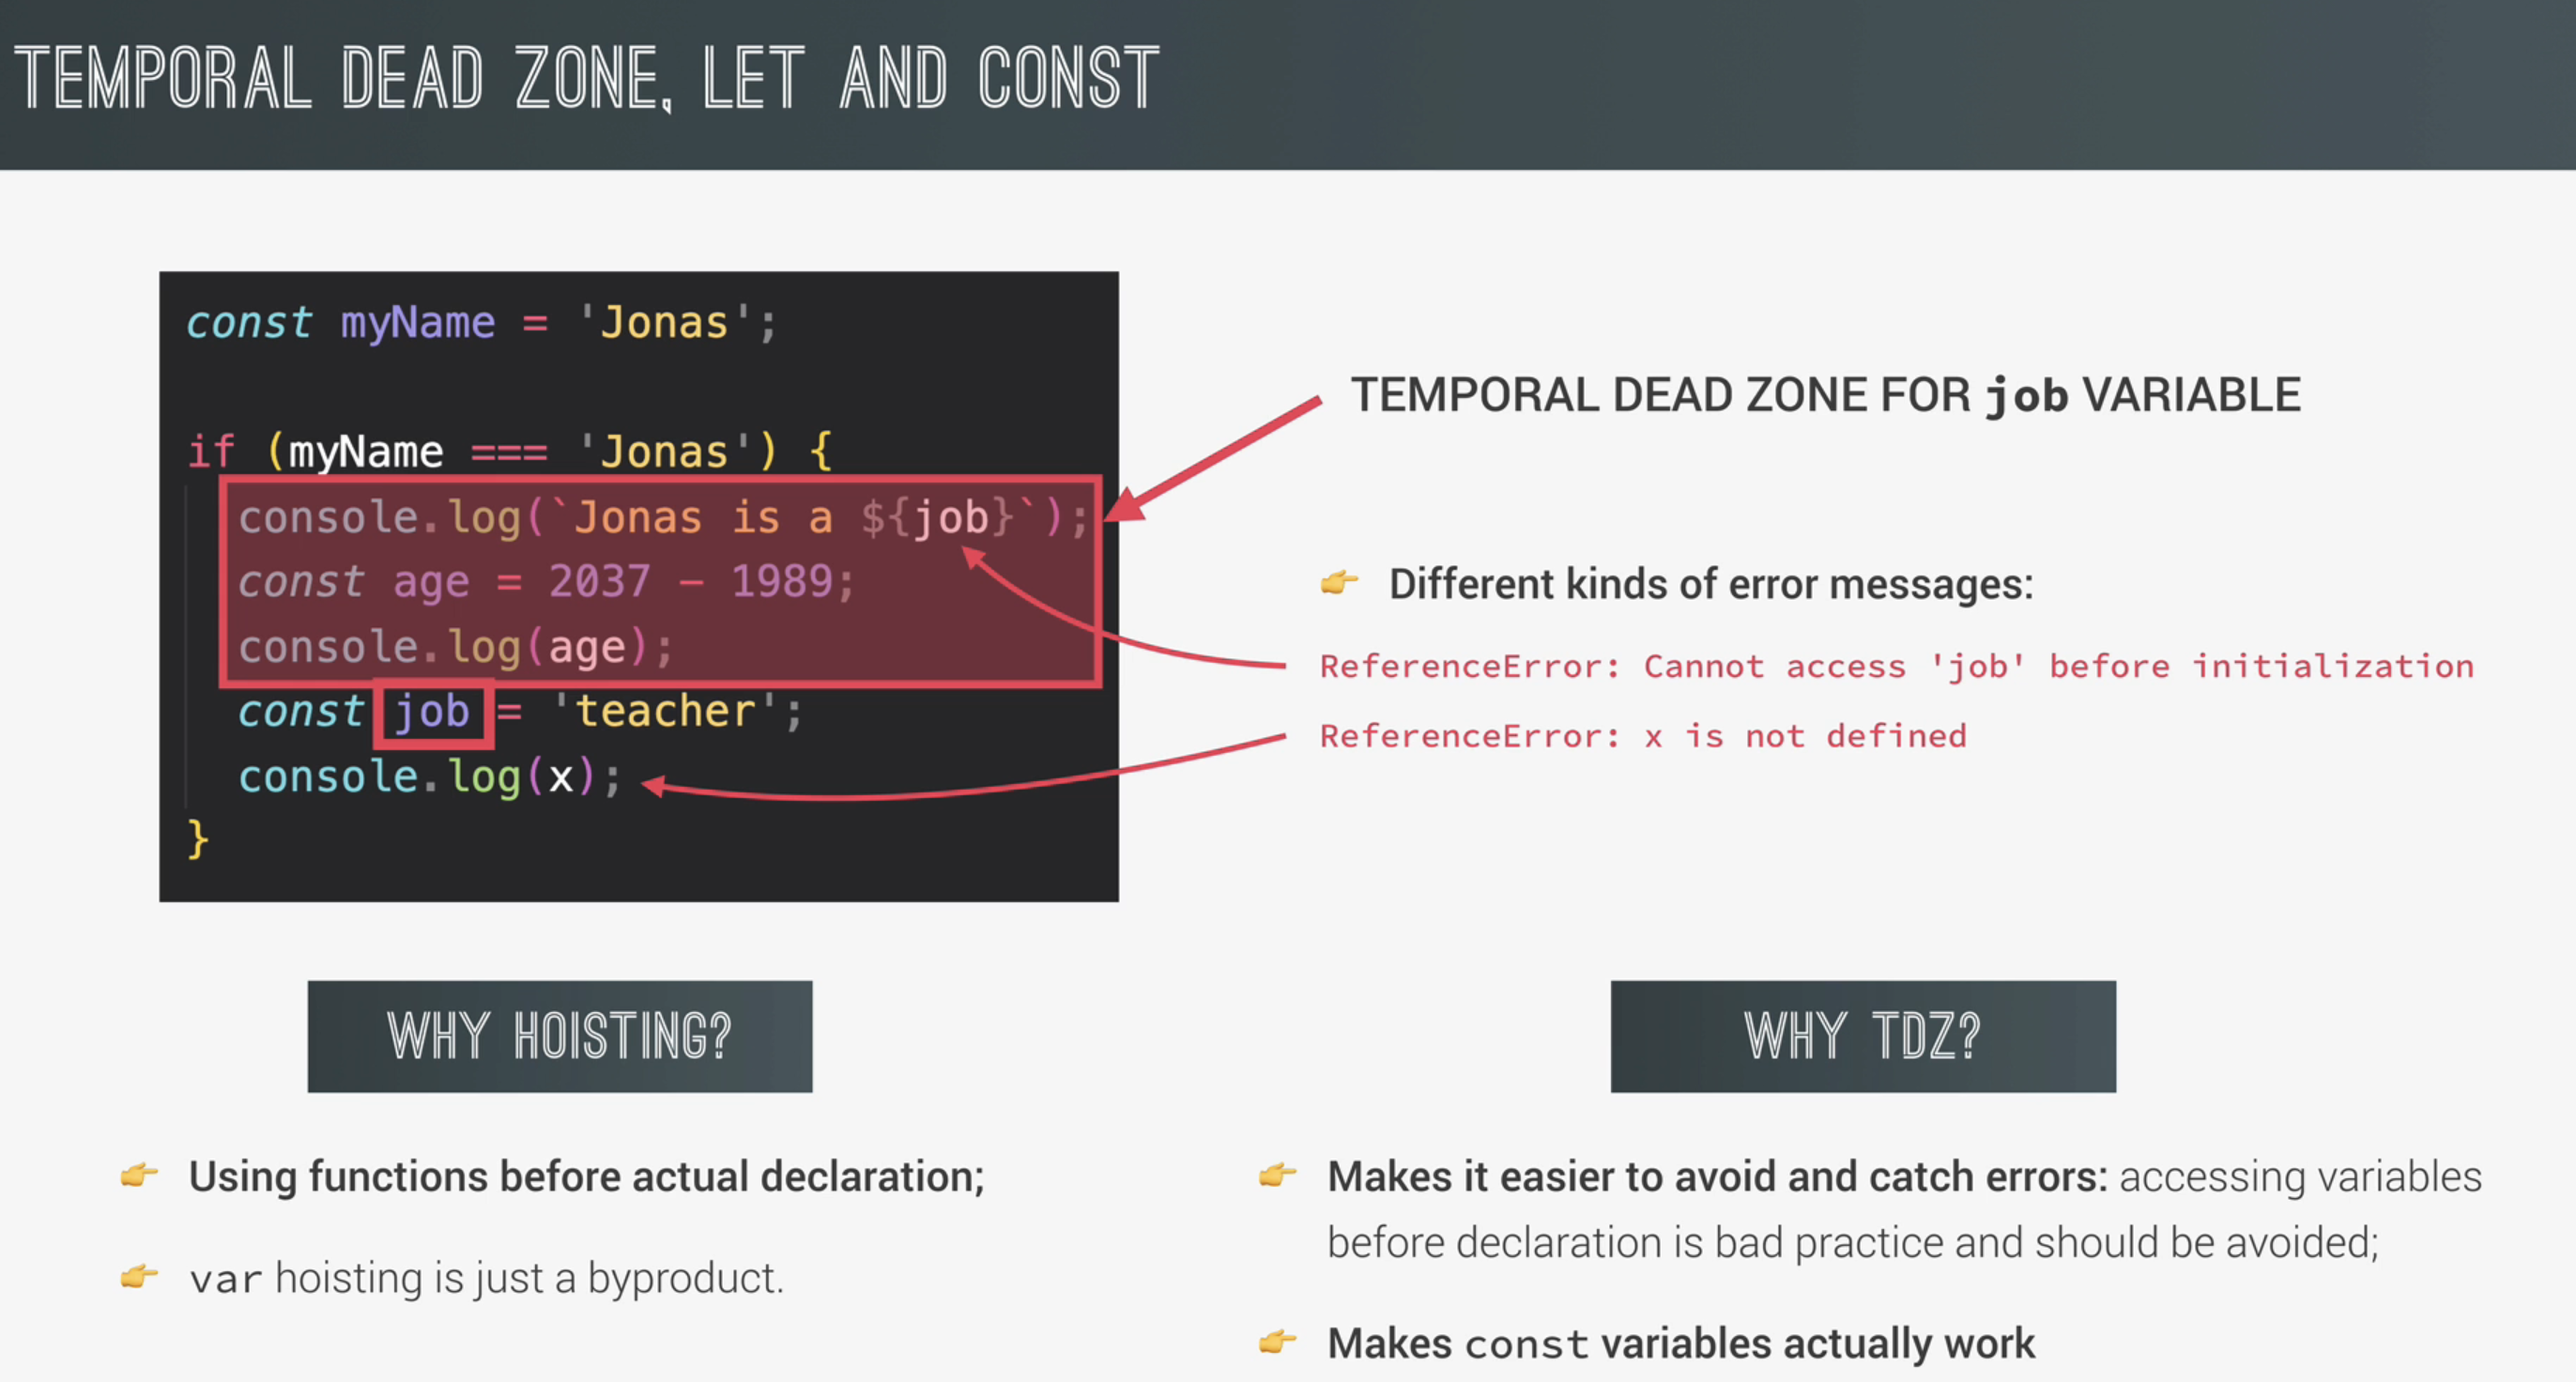 TEMPORAL DEAD ZONE, LET AND CONST
const myName = 'Jonas';
if (myName === 'Jonas') {
console.log(`Jonas is a ${job}`);
const age = 2037 - 1989;
console.log(age);
const job = 'teacher';
console.log(x);
}
TEMPORAL DEAD ZONE FOR job VARIABLE
👉 Different kinds of error messages:
ReferenceError: Cannot access 'job' before initialization
ReferenceError: x is not defined
WHY HOISTING?
👉 Using functions before actual declaration;
👉 var hoisting is just a byproduct.
WHY TDZ?
👉 Makes it easier to avoid and catch errors: accessing variables
before declaration is bad practice and should be avoided;
👉 Makes const variables actually work